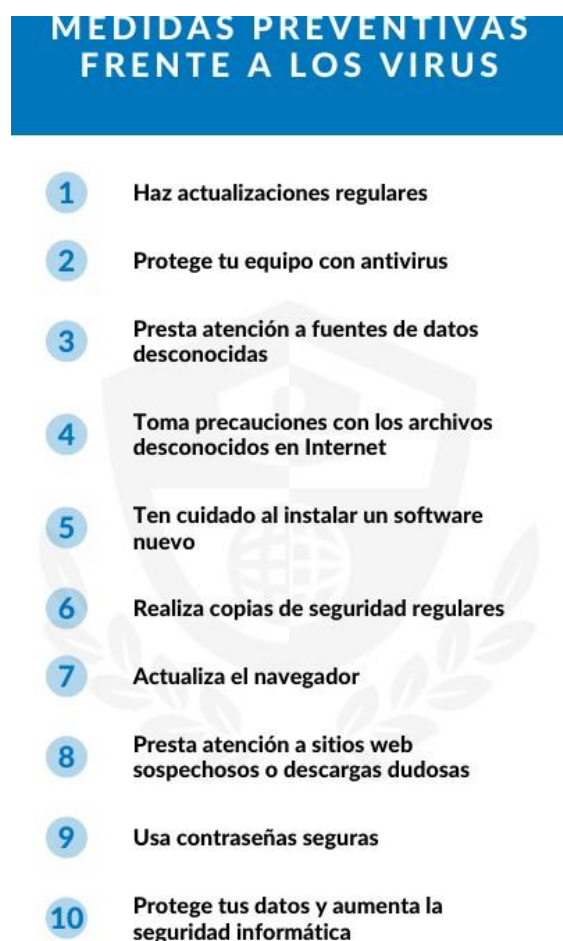 MEDIDAS PREVENTIVAS
FRENTE A LOS VIRUS
1 Haz actualizaciones regulares
2 Protege tu equipo con antivirus
3 Presta atención a fuentes de datos
desconocidas
4 Toma precauciones con los archivos
desconocidos en Internet
5 Ten cuidado al instalar un software
nuevo
6 Realiza copias de seguridad regulares
7 Actualiza el navegador
8 Presta atención a sitios web
sospechosos o descargas dudosas
9 Usa contraseñas seguras
10 Protege tus datos y aumenta la
seguridad informática